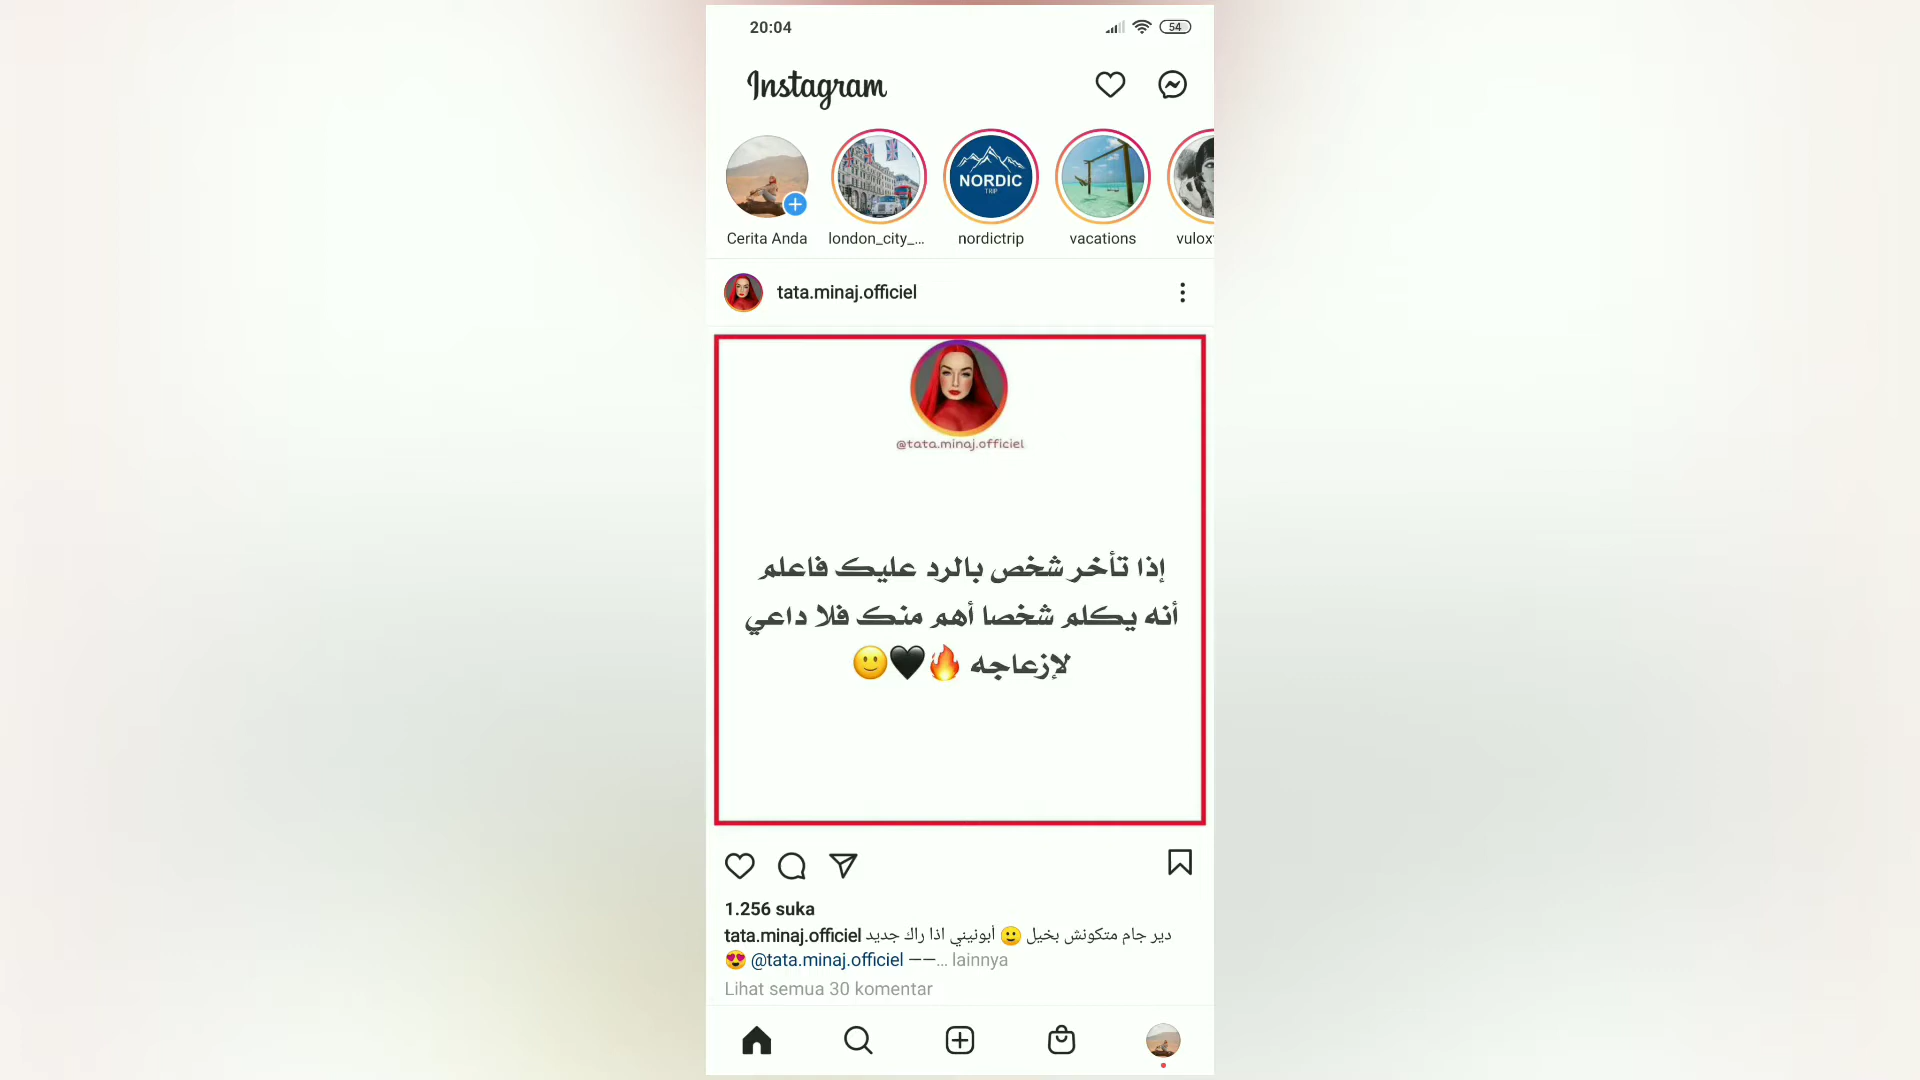 20:04
54
Instagram
NORDIC
TRIP
Cerita Anda
london_city_...
nordictrip
vacations
vulox
tata.minaj.officiel
@tata.minaj.officiel
إذا تأخر شخص بالرد عليك فاعلم
أنه يكلم شخصا أهم منك فلا داعي
لإزعاجه 🔥🖤🙂
1.256 suka
tata.minaj.officiel دير جام متكونش بخيل 🙂 أبونيني اذا راك جديد
😍 @tata.minaj.officiel ——... lainnya
Lihat semua 30 komentar